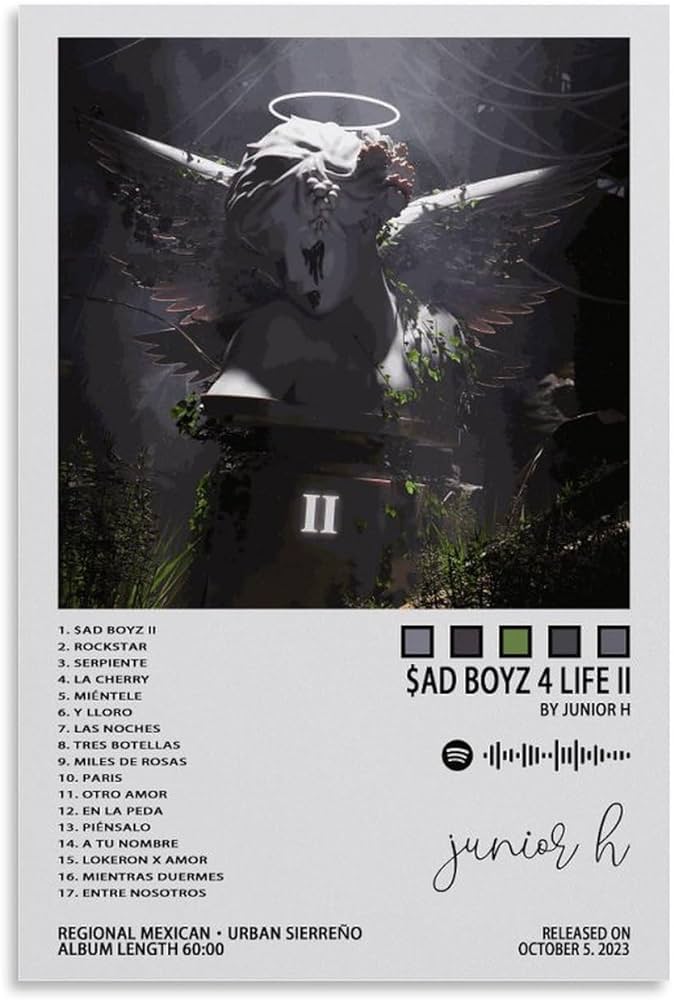 II
1. $AD BOYZ II
2. ROCKSTAR
3. SERPIENTE
4. LA CHERRY
5. MIÉNTELE
6. Y LLORO
7. LAS NOCHES
8. TRES BOTELLAS
9. MILES DE ROSAS
10. PARIS
11. OTRO AMOR
12. EN LA PEDA
13. PIÉNSALO
14. A TU NOMBRE
15. LOKERON X AMOR
16. MIENTRAS DUERMES
17. ENTRE NOSOTROS
$AD BOYZ 4 LIFE II
BY JUNIOR H
junior h
REGIONAL MEXICAN • URBAN SIERREÑO
ALBUM LENGTH 60:00
RELEASED ON
OCTOBER 5. 2023